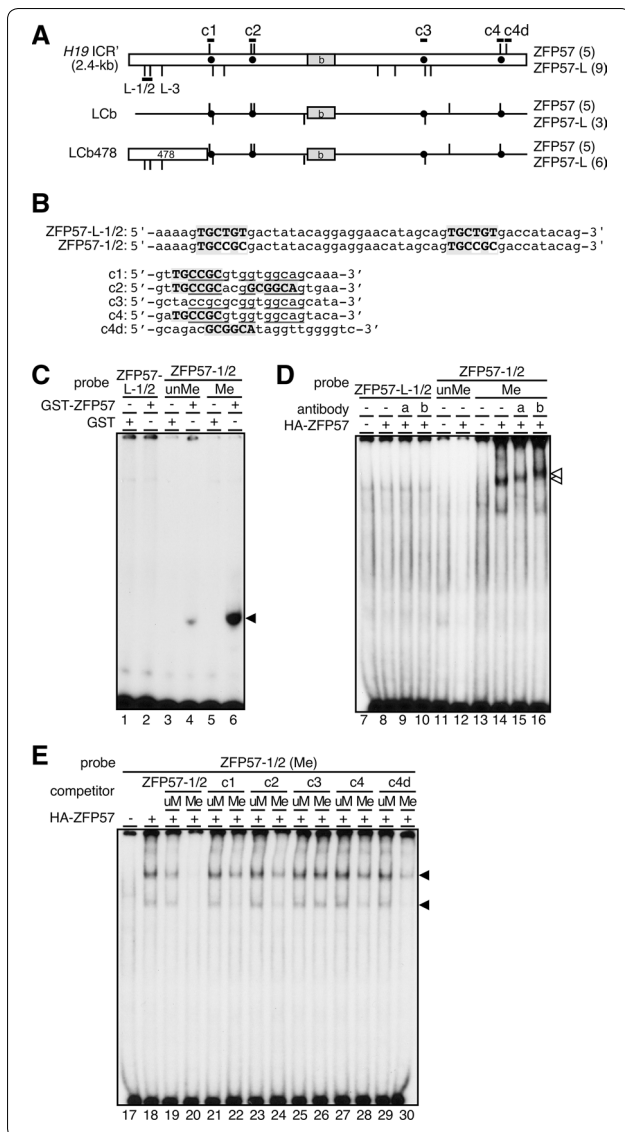 A
c1 c2 c3 c4 c4d
H19 ICR'
(2.4-kb)
b
ZFP57 (5)
ZFP57-L (9)
L-1/2 L-3
LCb
b
ZFP57 (5)
ZFP57-L (3)
LCb478
478
b
ZFP57 (5)
ZFP57-L (6)
B
ZFP57-L-1/2: 5'-aaaagTGCTGTgactatacaggaggaacatagcagTGCTGTgaccatacag-3'
ZFP57-1/2: 5'-aaaagTGCCGCgactatacaggaggaacatagcagTGCCGCgaccatacag-3'
c1: 5'-gtTGCCGCgtggtggcagcaaa-3'
c2: 5'-gtTGCCGCacggGCGGCAgtgaa-3'
c3: 5'-gctaccgcgcggtggcagcata-3'
c4: 5'-gaTGCCGCgtggtggcagtaca-3'
c4d: 5'-gcagacGCGGCAtaggttggggtc-3'
C
probe
ZFP57-L-1/2
ZFP57-1/2
unMe Me
GST-ZFP57 - + - + - +
GST + - + - + -
1 2 3 4 5 6
D
probe
ZFP57-1/2
ZFP57-L-1/2 unMe Me
antibody - - a b - - - - a b
HA-ZFP57 - + + + - + - + + +
7 8 9 10 11 12 13 14 15 16
E
probe ZFP57-1/2 (Me)
competitor - - ZFP57-1/2 c1 c2 c3 c4 c4d
uM Me uM Me uM Me uM Me uM Me uM Me
HA-ZFP57 - + + + + + + + + + + + + +
17 18 19 20 21 22 23 24 25 26 27 28 29 30